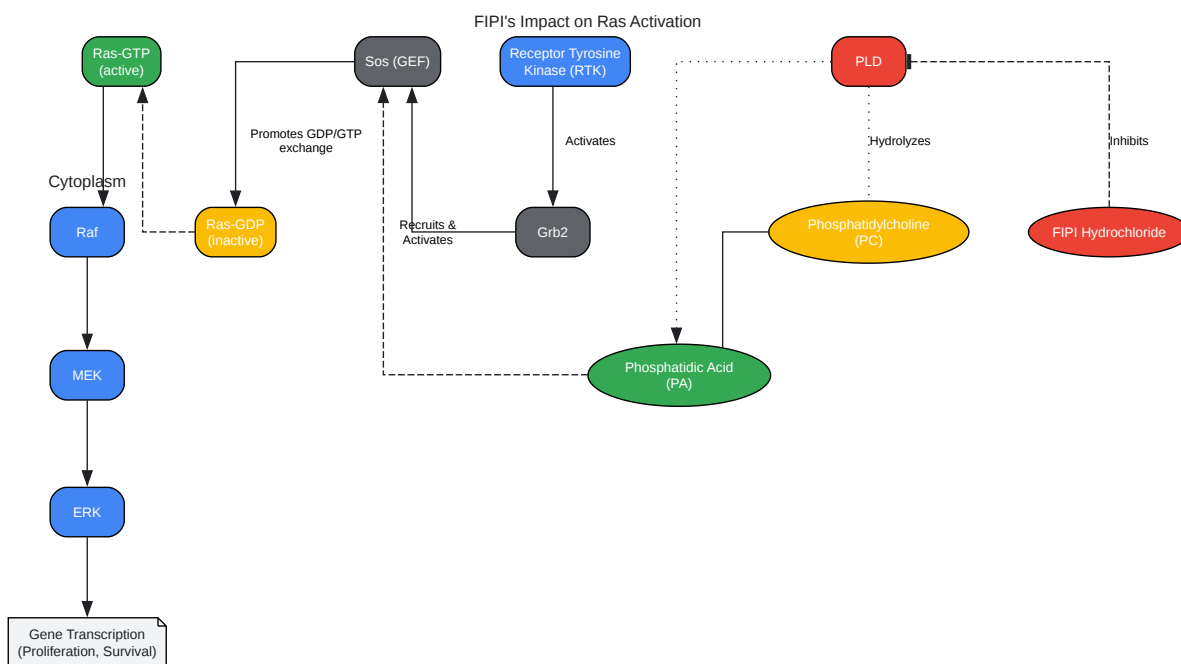 FIPI's Impact on Ras Activation
Ras-GTP
(active)
Sos (GEF)
Receptor Tyrosine
Kinase (RTK)
PLD
Promotes GDP/GTP
exchange
Activates
Hydrolyzes
Inhibits
Cytoplasm
Raf
Ras-GDP
(inactive)
Recruits &
Activates
Grb2
Phosphatidylcholine
(PC)
FIPI Hydrochloride
MEK
Phosphatidic Acid
(PA)
ERK
Gene Transcription
(Proliferation, Survival)